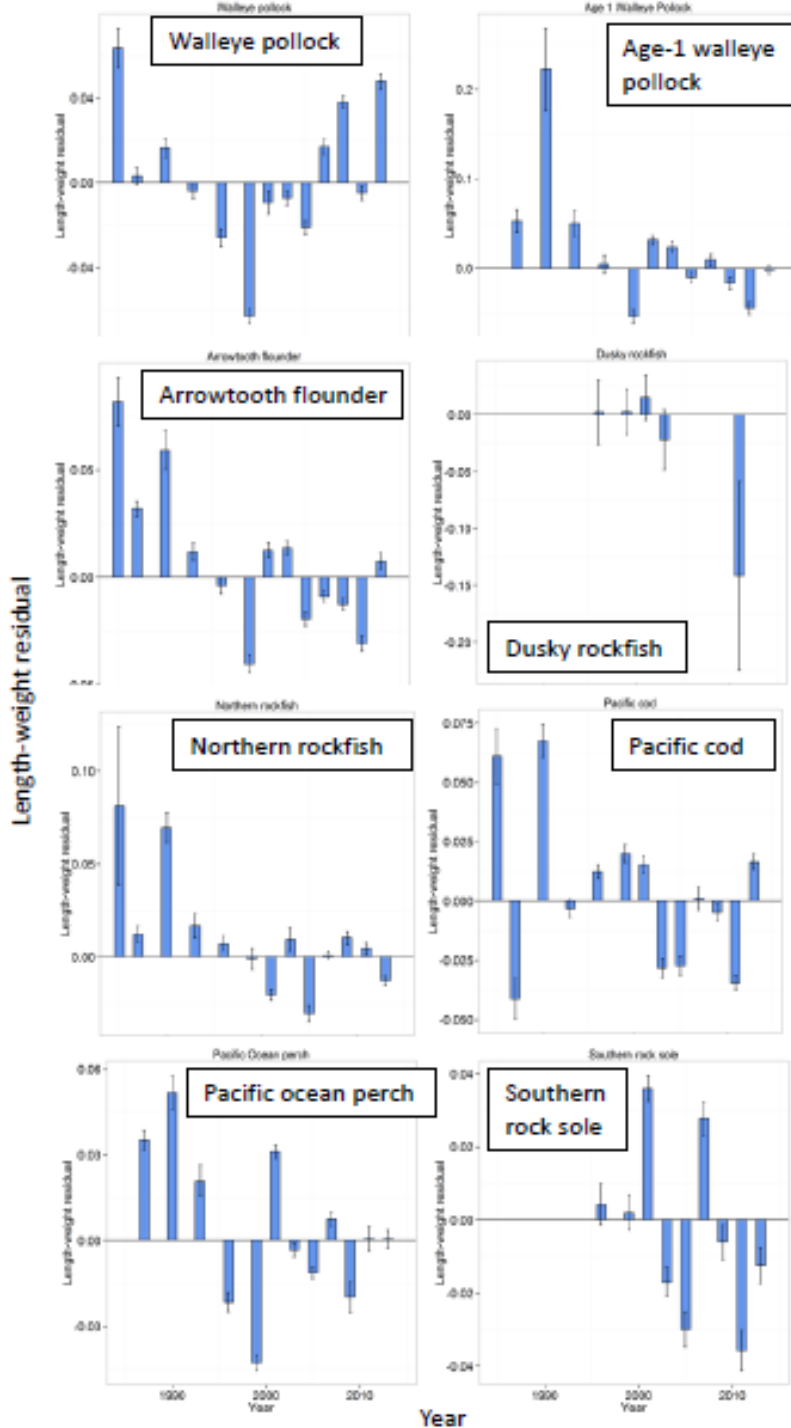 Walleye pollock
Walleye pollock
0.04
0.00
-0.04
Length-weight residual
Age 1 Walleye Pollock
Age-1 walleye
pollock
0.2
0.1
0.0
Length-weight residual
Arrowtooth flounder
Arrowtooth flounder
0.05
0.00
Length-weight residual
Dusky rockfish
0.00
-0.05
-0.10
-0.15
-0.20
Length-weight residual
Dusky rockfish
Length-weight residual
Northern rockfish
Northern rockfish
0.10
0.05
0.00
Length-weight residual
Pacific cod
Pacific cod
0.075
0.050
0.025
0.000
-0.025
-0.050
Length-weight residual
Pacific Ocean perch
Pacific ocean perch
0.06
0.03
0.00
-0.03
Length-weight residual
1990 2000 2010
Year
Southern rock sole
Southern
rock sole
0.04
0.02
0.00
-0.02
-0.04
Length-weight residual
1990 2000 2010
Year
Year